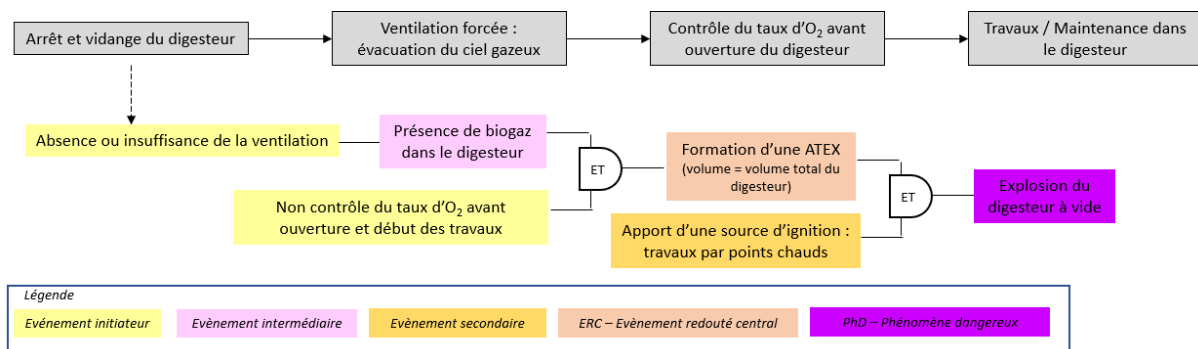 Arrêt et vidange du digesteur
Ventilation forcée :
évacuation du ciel gazeux
Contrôle du taux d'O₂ avant
ouverture du digesteur
Travaux / Maintenance dans
le digesteur
Absence ou insuffisance de la ventilation
Présence de biogaz
dans le digesteur
ET
Non contrôle du taux d'O₂ avant
ouverture et début des travaux
Formation d'une ATEX
(volume = volume total du
digesteur)
ET
Apport d'une source d'ignition :
travaux par points chauds
Explosion du
digesteur à vide
Légende
Evénement initiateur
Evènement intermédiaire
Evènement secondaire
ERC – Evènement redouté central
PhD – Phénomène dangereux